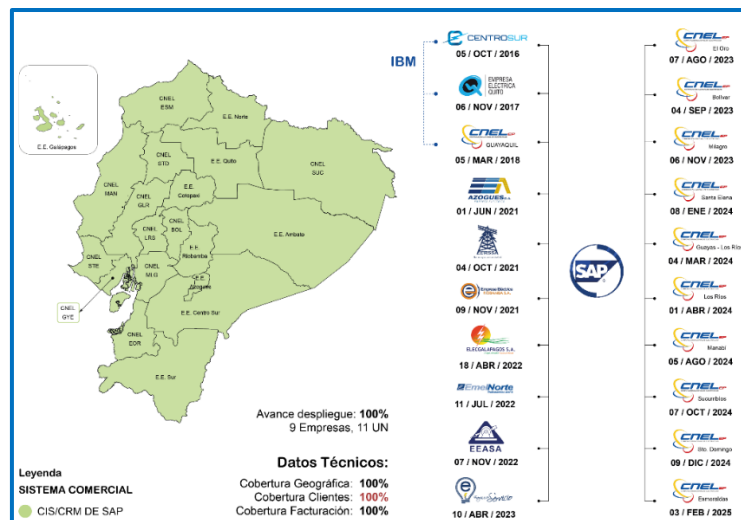 E.E. Galápagos
CNEL
ESM
E.E. Norte
CNEL
STD
E.E. Quito
CNEL
SUC
CNEL
MAN
CNEL
GLR
E.E.
Cotopaxi
CNEL
LRS
CNEL
BOL
E.E. Ambato
CNEL
STE
CNEL
MLG
E.E.
Riobamba
E.E.
Azogues
CNEL
GYE
E.E. Centro Sur
CNEL
EOR
E.E. Sur
Avance despliegue: 100%
9 Empresas, 11 UN
Datos Técnicos:
Cobertura Geográfica: 100%
Cobertura Clientes: 100%
Cobertura Facturación: 100%
Leyenda
SISTEMA COMERCIAL
CIS/CRM DE SAP
IBM
CENTROSUR
05 / OCT / 2016
EMPRESA
ELÉCTRICA
QUITO
06 / NOV / 2017
CNEL
GUAYAQUIL
05 / MAR / 2018
AZOGUES
01 / JUN / 2021
04 / OCT / 2021
09 / NOV / 2021
ELECGALAPAGOS S.A.
18 / ABR / 2022
EmelNorte
11 / JUL / 2022
EEASA
07 / NOV / 2022
10 / ABR / 2023
SAP
CNEL
El Oro
07 / AGO / 2023
CNEL
Bolívar
04 / SEP / 2023
CNEL
Milagro
06 / NOV / 2023
CNEL
Santa Elena
08 / ENE / 2024
CNEL
Guayas - Los Ríos
04 / MAR / 2024
CNEL
Los Ríos
01 / ABR / 2024
CNEL
Manabí
05 / AGO / 2024
CNEL
Sucumbíos
07 / OCT / 2024
CNEL
Sto. Domingo
09 / DIC / 2024
CNEL
Esmeraldas
03 / FEB / 2025